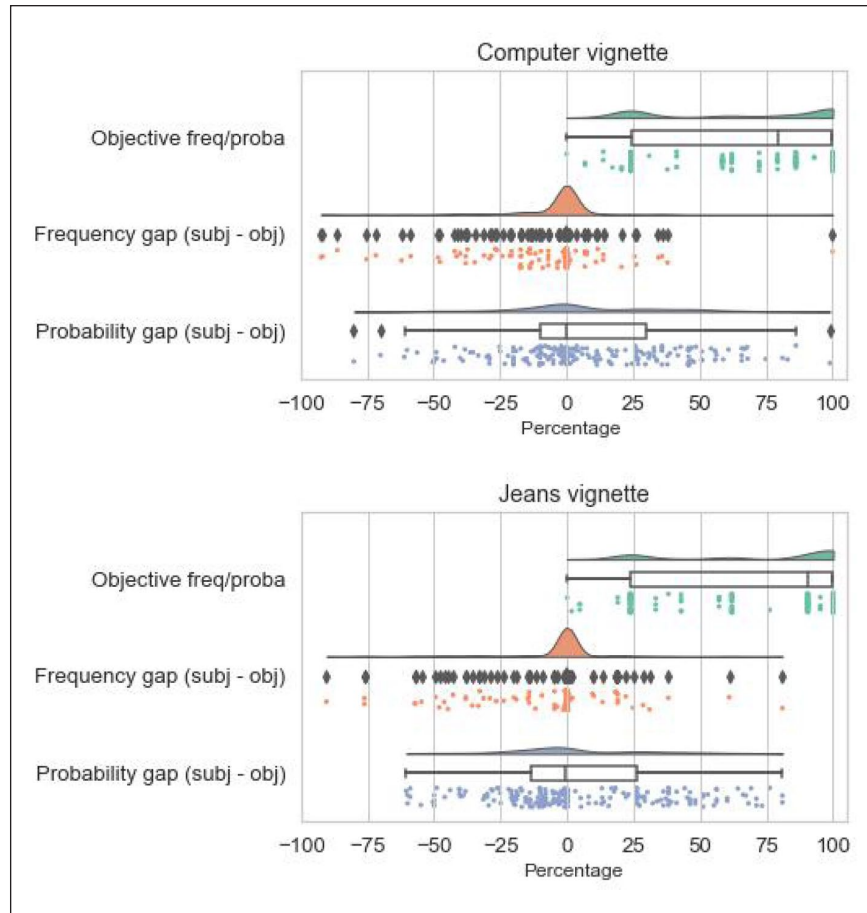 Computer vignette
Objective freq/proba
Frequency gap (subj - obj)
Probability gap (subj - obj)
−100 −75 −50 −25 0 25 50 75 100
Percentage
Jeans vignette
Objective freq/proba
Frequency gap (subj - obj)
Probability gap (subj - obj)
−100 −75 −50 −25 0 25 50 75 100
Percentage